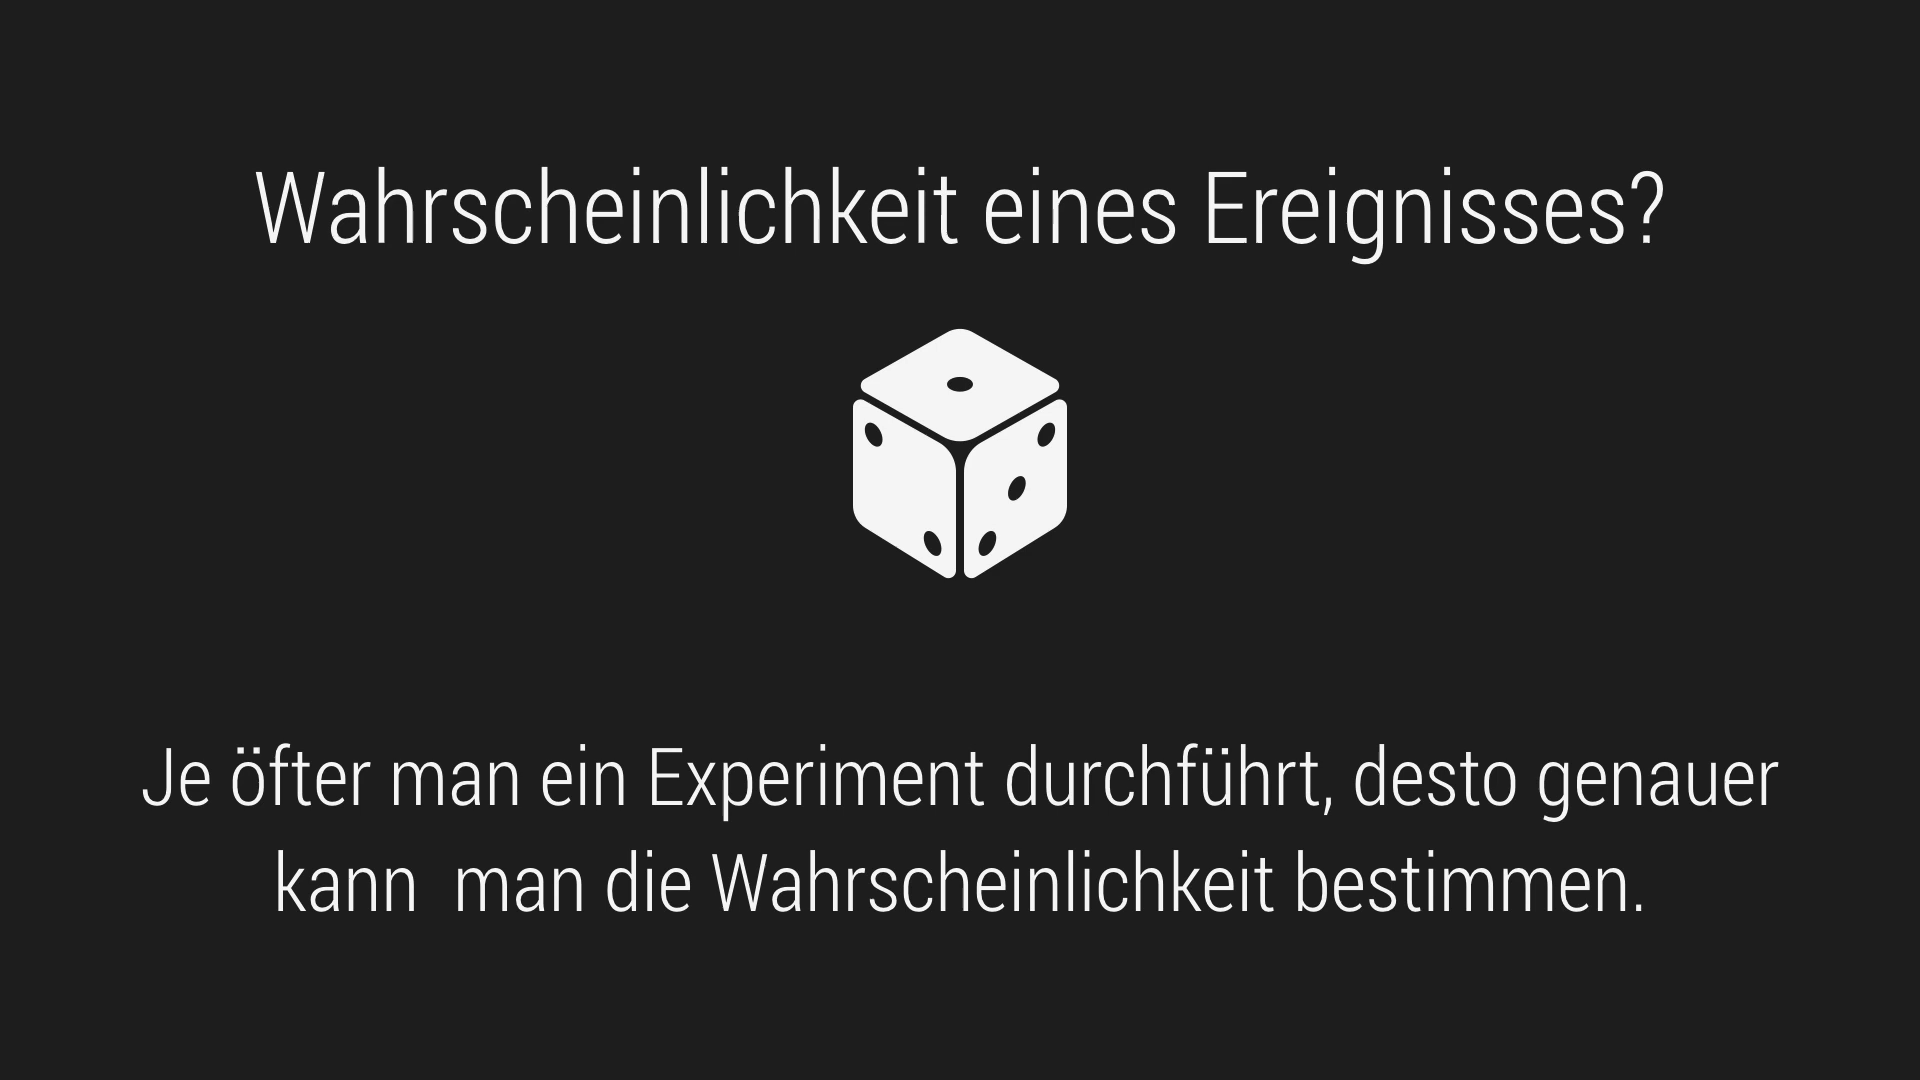 Wahrscheinlichkeit eines Ereignisses?
Je öfter man ein Experiment durchführt, desto genauer
kann  man die Wahrscheinlichkeit bestimmen.